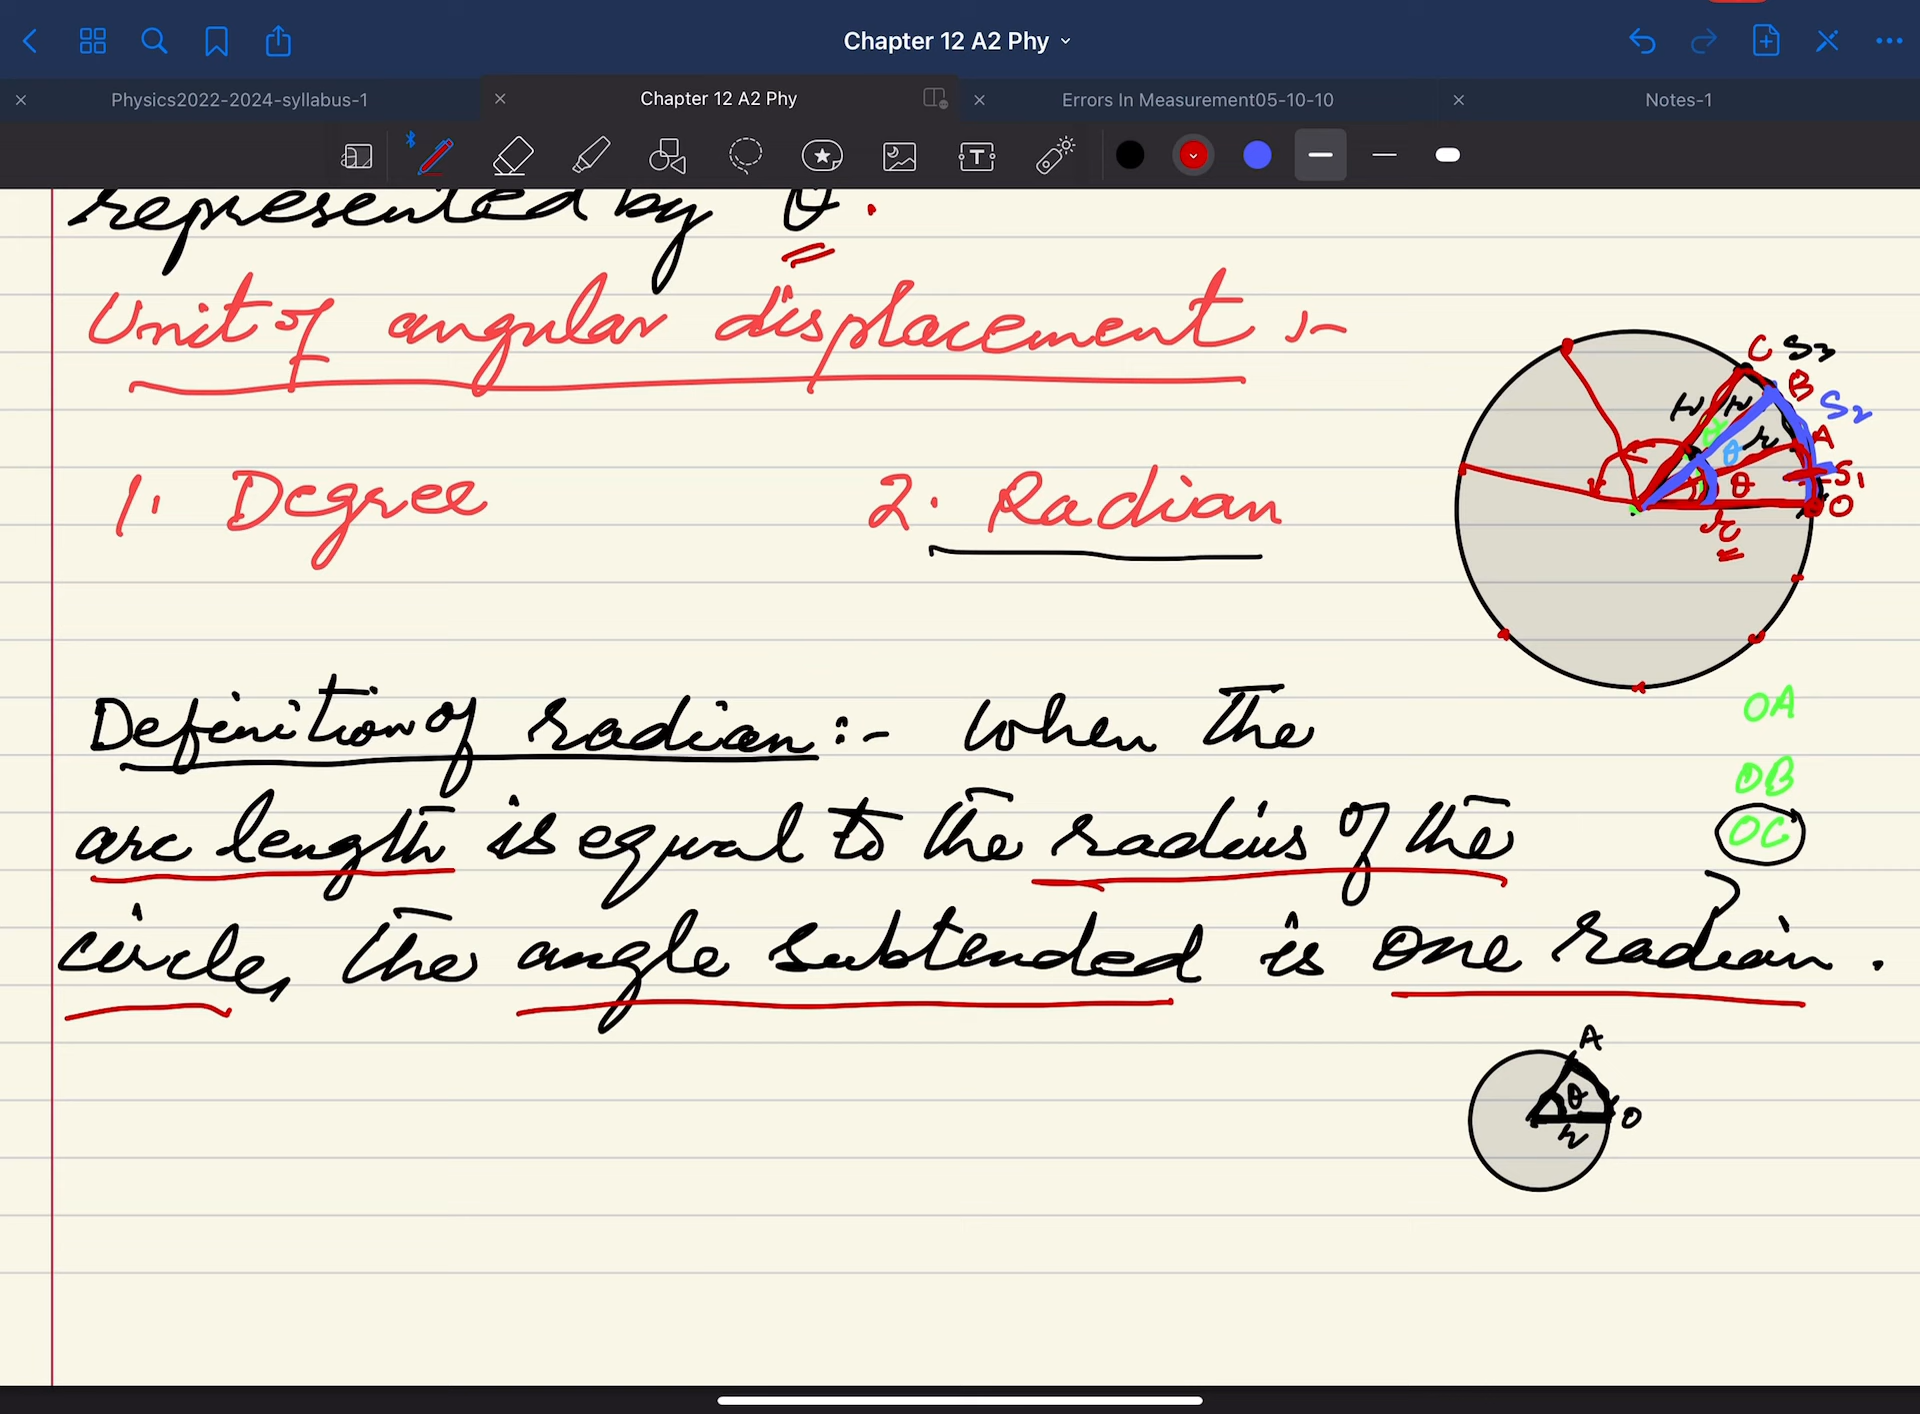 Chapter 12 A2 Phy
Physics2022-2024-syllabus-1
Chapter 12 A2 Phy
Errors In Measurement05-10-10
Notes-1
represented by θ.
Unit of angular displacement :-
1. Degree 2. Radian
C S3
B
S2
r r
A
r
θ
S1
θ
O
r
Definition of radian :- When the
OA
OB
arc length is equal to the radius of the
OC
circle, the angle subtended is one radian.
A
θ
O
r